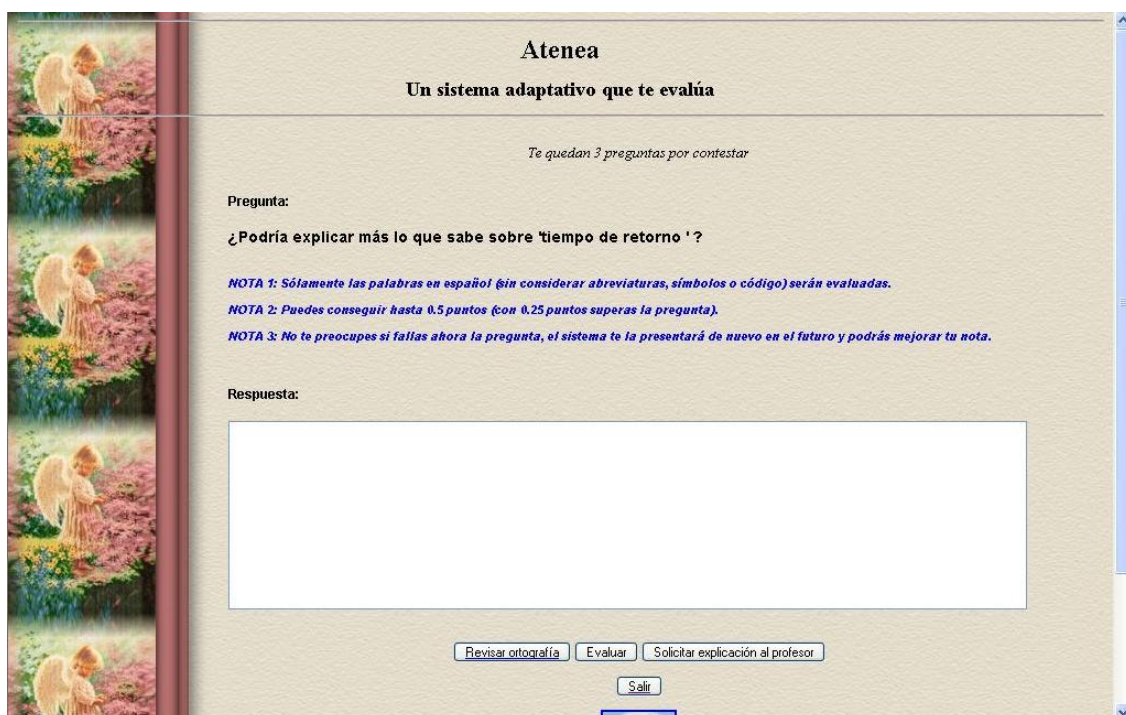 Atenea
Un sistema adaptativo que te evalúa
Te quedan 3 preguntas por contestar
Pregunta:
¿Podría explicar más lo que sabe sobre 'tiempo de retorno ' ?
NOTA 1: Sólamente las palabras en español (sin considerar abreviaturas, símbolos o código) serán evaluadas.
NOTA 2: Puedes conseguir hasta 0.5 puntos (con 0.25 puntos superas la pregunta).
NOTA 3: No te preocupes si fallas ahora la pregunta, el sistema te la presentará de nuevo en el futuro y podrás mejorar tu nota.
Respuesta:
Revisar ortografía Evaluar Solicitar explicación al profesor
Salir